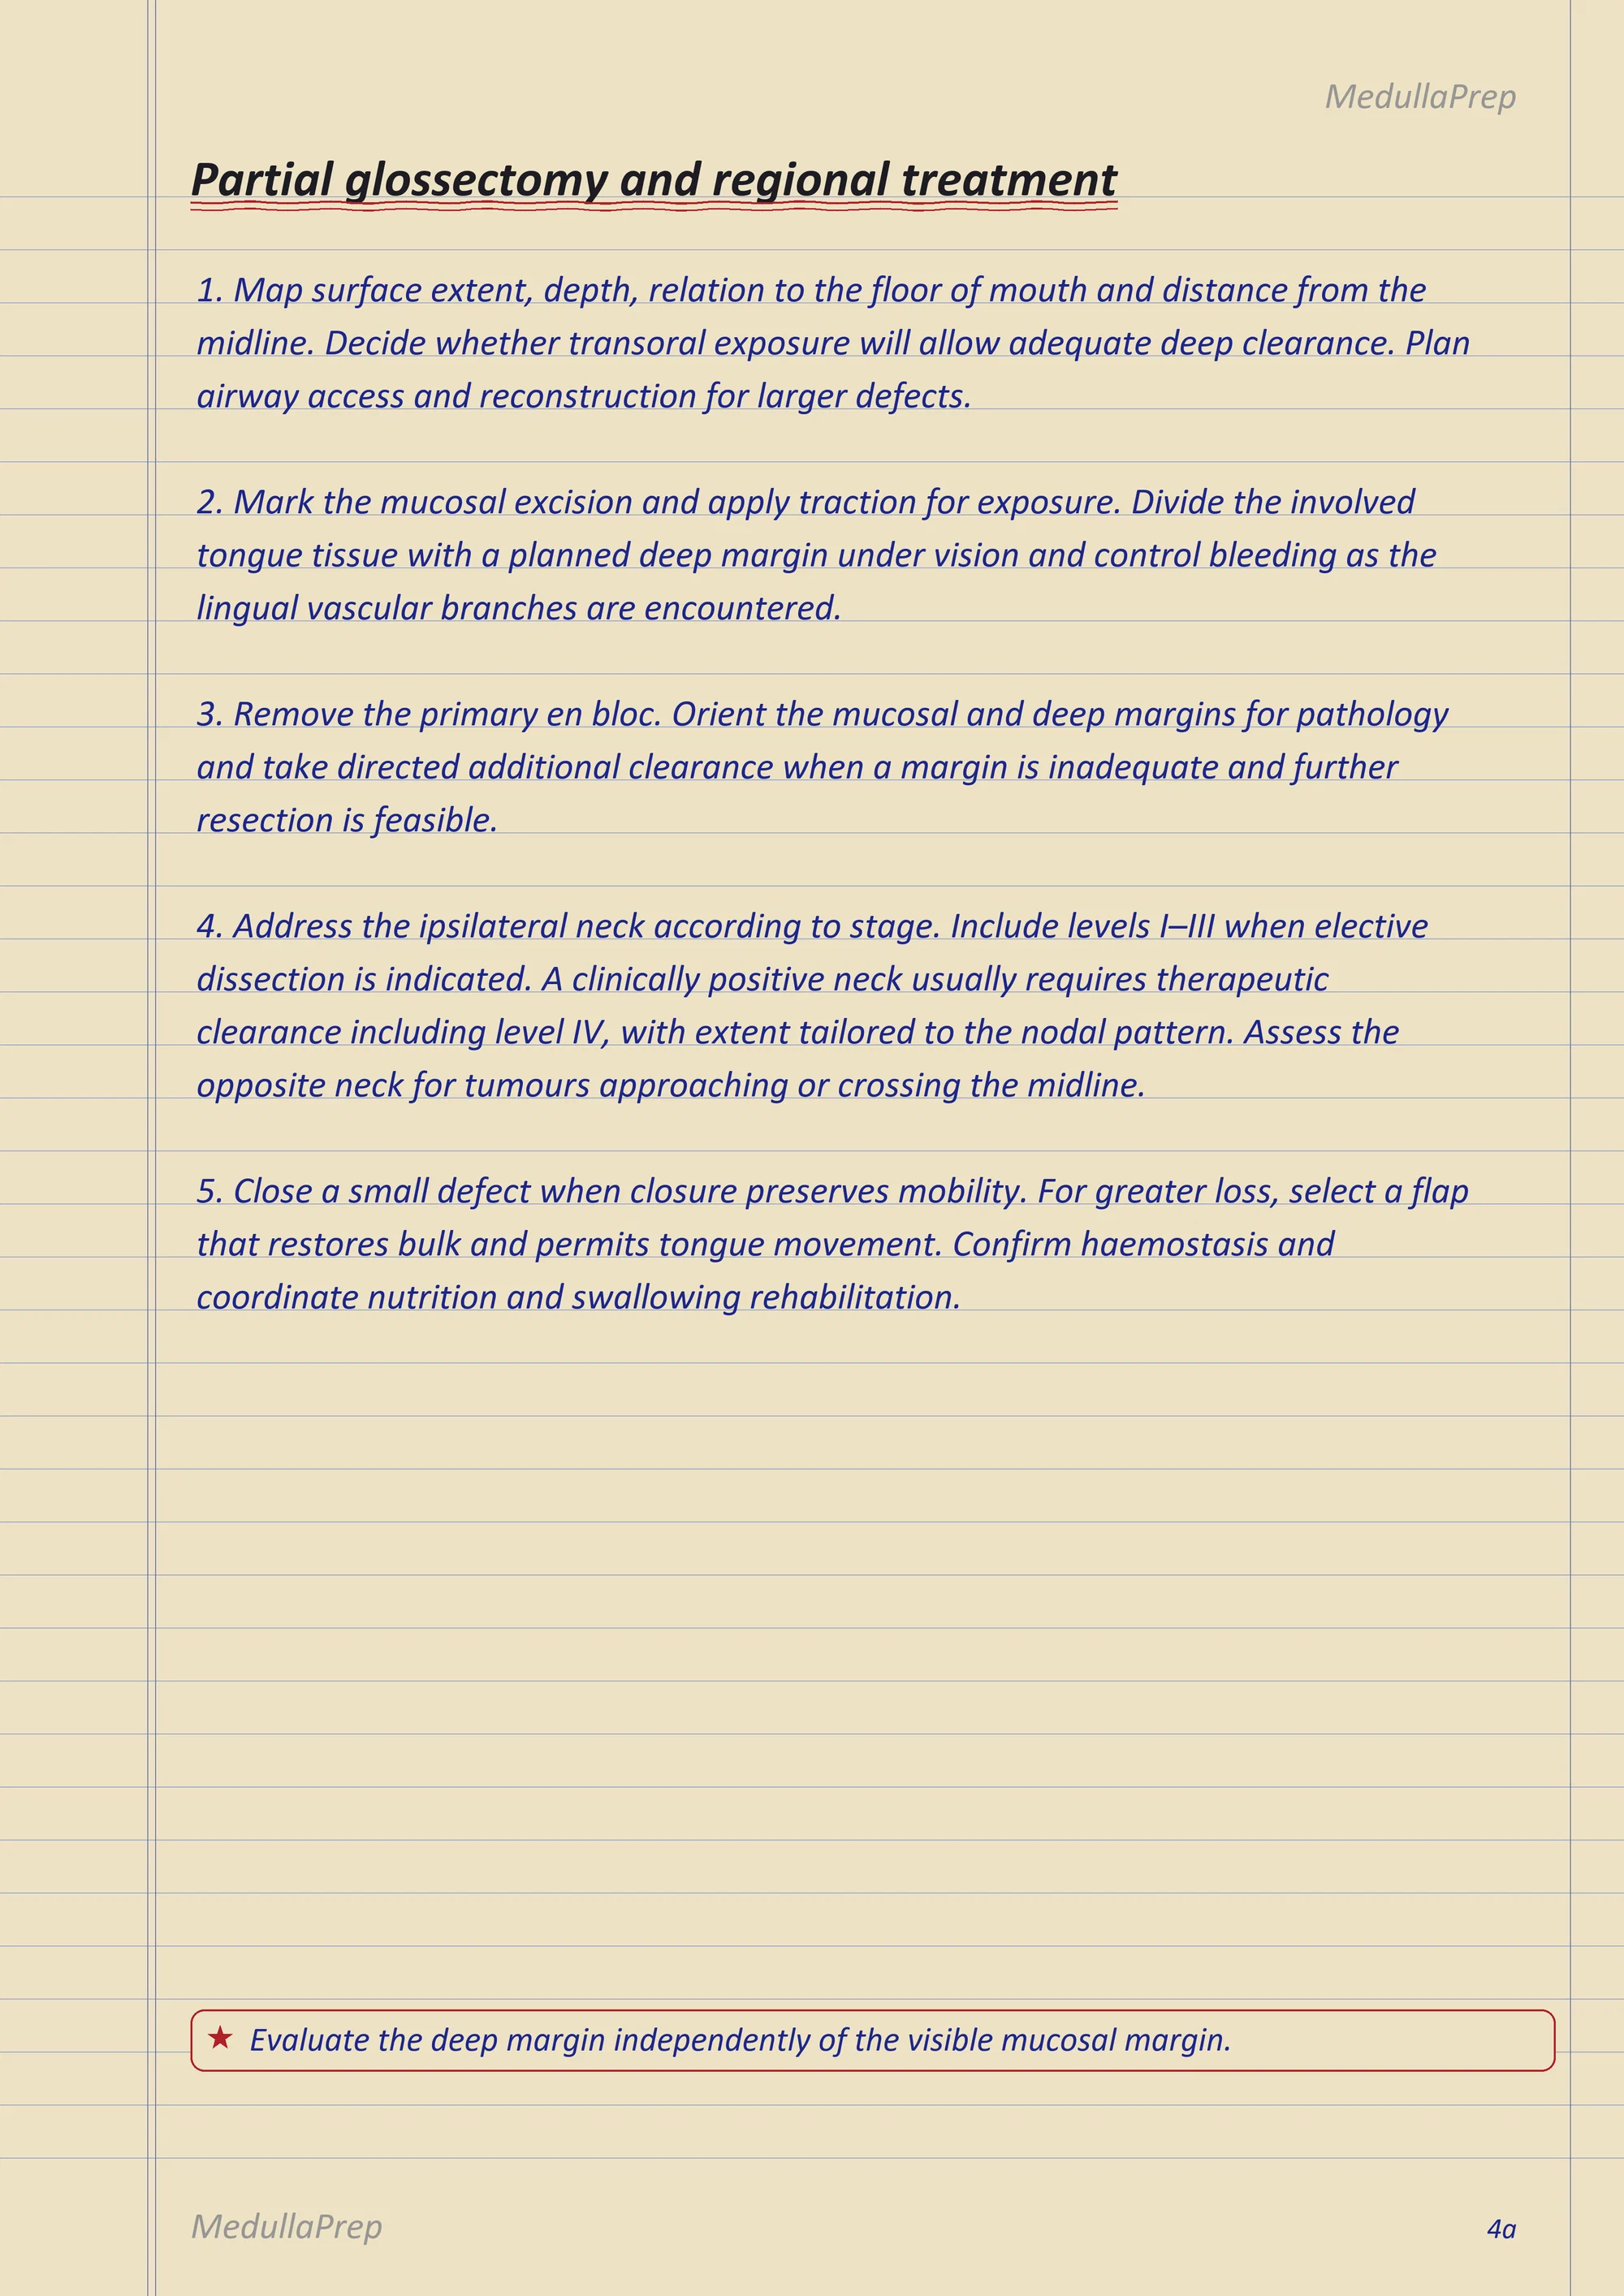 MedullaPrep
Partial glossectomy and regional treatment
1. Map surface extent, depth, relation to the floor of mouth and distance from the
midline. Decide whether transoral exposure will allow adequate deep clearance. Plan
airway access and reconstruction for larger defects.
2. Mark the mucosal excision and apply traction for exposure. Divide the involved
tongue tissue with a planned deep margin under vision and control bleeding as the
lingual vascular branches are encountered.
3. Remove the primary en bloc. Orient the mucosal and deep margins for pathology
and take directed additional clearance when a margin is inadequate and further
resection is feasible.
4. Address the ipsilateral neck according to stage. Include levels I–III when elective
dissection is indicated. A clinically positive neck usually requires therapeutic
clearance including level IV, with extent tailored to the nodal pattern. Assess the
opposite neck for tumours approaching or crossing the midline.
5. Close a small defect when closure preserves mobility. For greater loss, select a flap
that restores bulk and permits tongue movement. Confirm haemostasis and
coordinate nutrition and swallowing rehabilitation.
★ Evaluate the deep margin independently of the visible mucosal margin.
MedullaPrep
4a